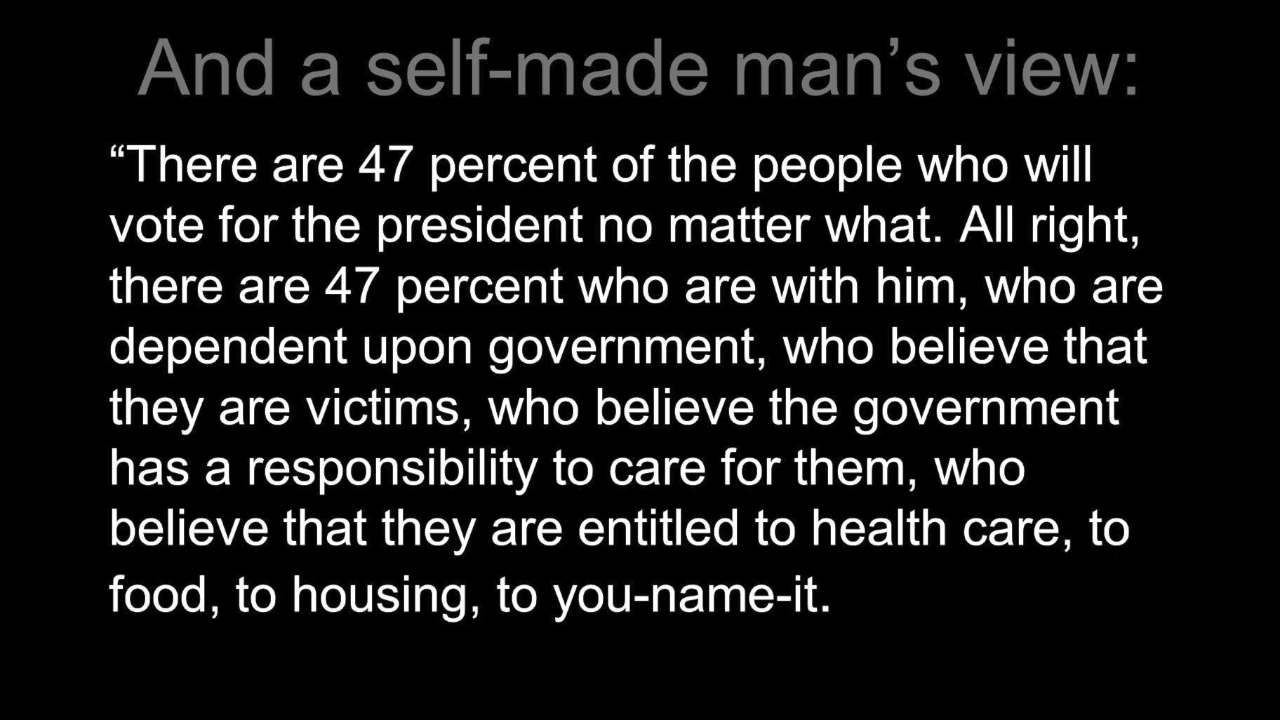 And a self-made man’s view:
“There are 47 percent of the people who will
vote for the president no matter what. All right,
there are 47 percent who are with him, who are
dependent upon government, who believe that
they are victims, who believe the government
has a responsibility to care for them, who
believe that they are entitled to health care, to
food, to housing, to you-name-it.